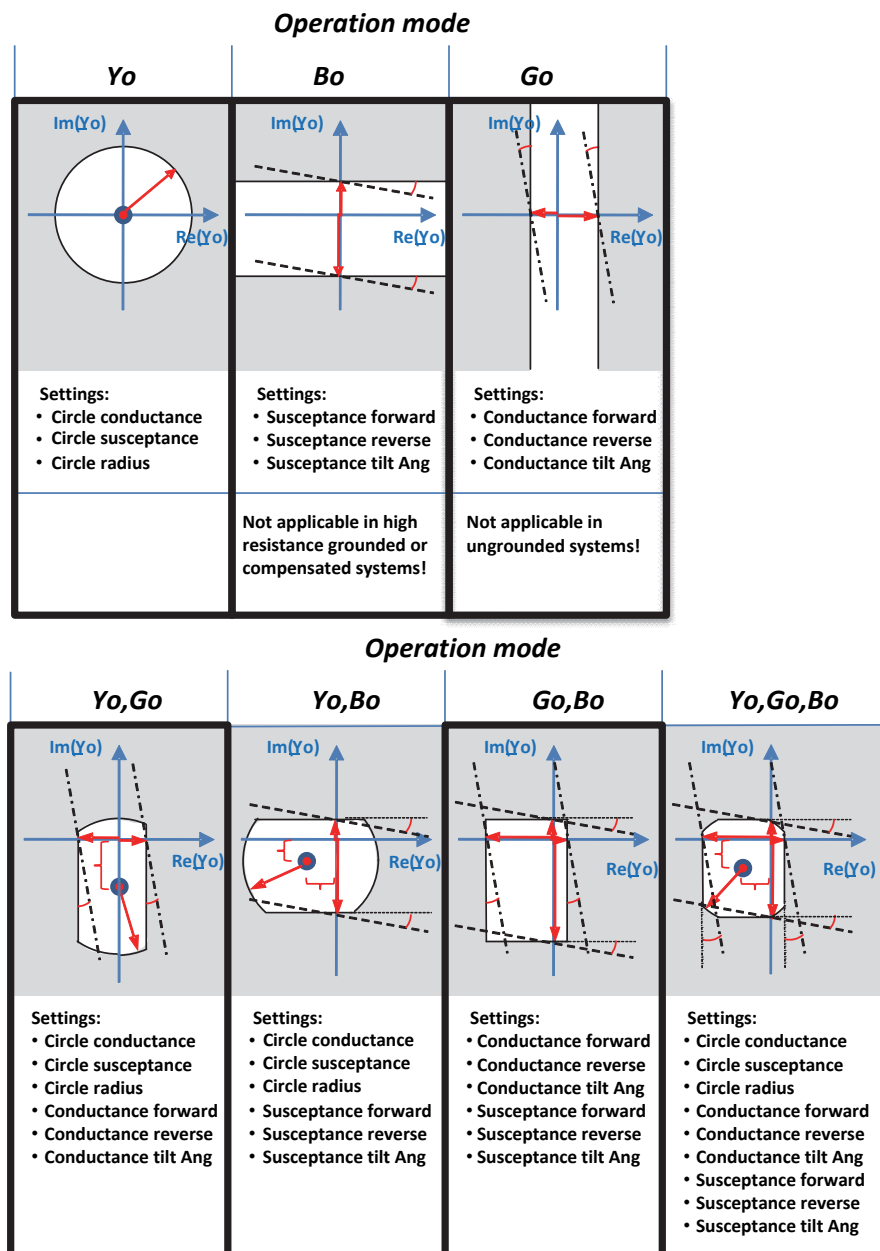 Operation mode
Yo
Bo
Go
Im(Yo)
Re(Yo)
Im(Yo)
Re(Yo)
Im(Yo)
Re(Yo)
Settings:
• Circle conductance
• Circle susceptance
• Circle radius
Settings:
• Susceptance forward
• Susceptance reverse
• Susceptance tilt Ang
Settings:
• Conductance forward
• Conductance reverse
• Conductance tilt Ang
Not applicable in high
resistance grounded or
compensated systems!
Not applicable in
ungrounded systems!
Operation mode
Yo,Go
Yo,Bo
Go,Bo
Yo,Go,Bo
Im(Yo)
Re(Yo)
Im(Yo)
Re(Yo)
Im(Yo)
Re(Yo)
Im(Yo)
Re(Yo)
Settings:
• Circle conductance
• Circle susceptance
• Circle radius
• Conductance forward
• Conductance reverse
• Conductance tilt Ang
Settings:
• Circle conductance
• Circle susceptance
• Circle radius
• Susceptance forward
• Susceptance reverse
• Susceptance tilt Ang
Settings:
• Conductance forward
• Conductance reverse
• Conductance tilt Ang
• Susceptance forward
• Susceptance reverse
• Susceptance tilt Ang
Settings:
• Circle conductance
• Circle susceptance
• Circle radius
• Conductance forward
• Conductance reverse
• Conductance tilt Ang
• Susceptance forward
• Susceptance reverse
• Susceptance tilt Ang